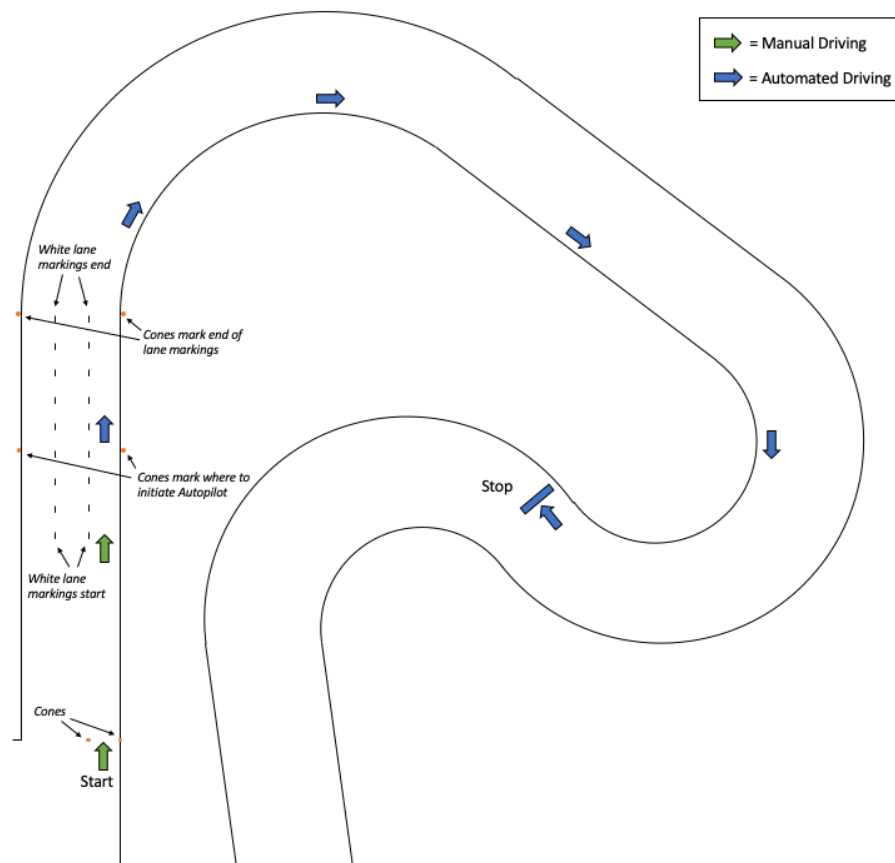 = Manual Driving
= Automated Driving
White lane
markings end
Cones mark end of
lane markings
Cones mark where to
initiate Autopilot
Stop
White lane
markings start
Cones
Start